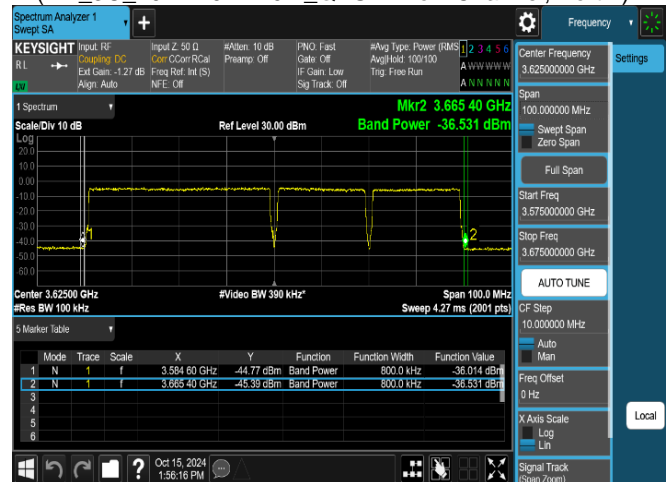 Spectrum Analyzer 1
Swept SA
+
Frequency
KEYSIGHT Input: RF Input Z: 50 Ω #Atten: 10 dB PNO: Fast #Avg Type: Power (RMS 1 2 3 4 5 6
RL Coupling: DC Corr CCorr RCal Preamp: Off Gate: Off Avg|Hold: 100/100 A W W W W W
Ext Gain: -1.27 dB Freq Ref: Int (S) IF Gain: Low Trig: Free Run
LXI Align: Auto NFE: Off Sig Track: Off A N N N N N
1 Spectrum Mkr2 3.665 40 GHz
Scale/Div 10 dB Ref Level 30.00 dBm Band Power -36.531 dBm
Log
20.0
10.0
0.00
-10.0
-20.0
-30.0
-40.0
-50.0
-60.0
2
Center 3.62500 GHz #Video BW 390 kHz* Span 100.0 MHz
#Res BW 100 kHz Sweep 4.27 ms (2001 pts)
5 Marker Table
Mode Trace Scale X Y Function Function Width Function Value
1 N 1 f 3.584 60 GHz -44.77 dBm Band Power 800.0 kHz -36.014 dBm
2 N 1 f 3.665 40 GHz -45.39 dBm Band Power 800.0 kHz -36.531 dBm
3
4
5
6
? Oct 15, 2024
1:56:16 PM
Center Frequency
3.625000000 GHz
Settings
Span
100.000000 MHz
Swept Span
Zero Span
Full Span
Start Freq
3.575000000 GHz
Stop Freq
3.675000000 GHz
AUTO TUNE
CF Step
10.000000 MHz
Auto
Man
Freq Offset
0 Hz
X Axis Scale
Log
Lin
Local
Signal Track
(Span Zoom)